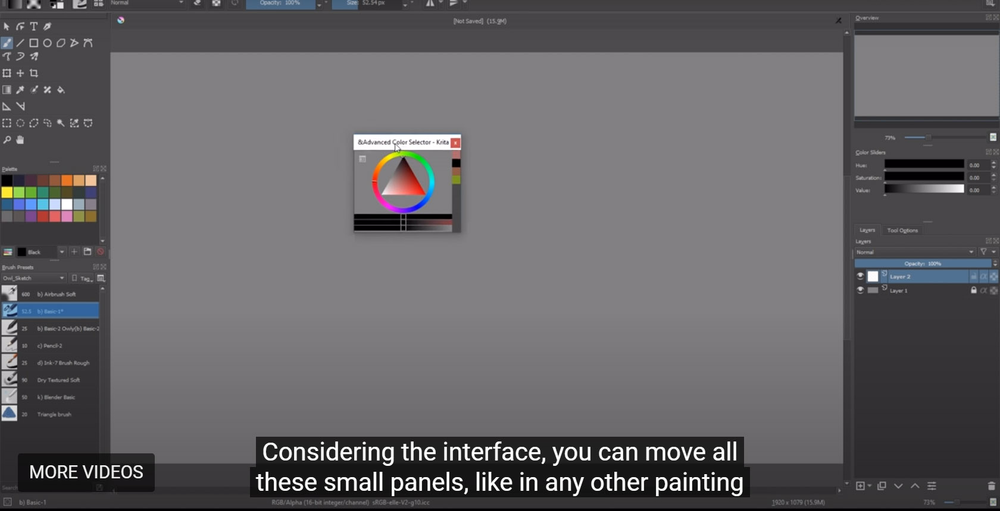 Normal
Opacity: 100%
Size: 52.54 px
[Not Saved] (15.9M)
Overview
&Advanced Color Selector - Krita
x
73%
Color Sliders
Hue:
0.00
Saturation:
0.00
Value:
0.00
Palette
Black
Layers
Tool Options
Layers
Normal
Opacity: 100%
Layer 2
Layer 1
Brush Presets
Owl_Sketch
Tag
600 b) Airbrush Soft
52.5 b) Basic-1*
25 b) Basic-2 Owly(b) Basic-2
10 c) Pencil-2
25 d) Ink-7 Brush Rough
90 Dry Textured Soft
50 k) Blender Basic
20 Triangle brush
Considering the interface, you can move all
these small panels, like in any other painting
MORE VIDEOS
Search
b) Basic-1
RGB/Alpha (16-bit integer/channel) sRGB-elle-V2-g10.icc
1920 x 1079 (15.9M)
73%